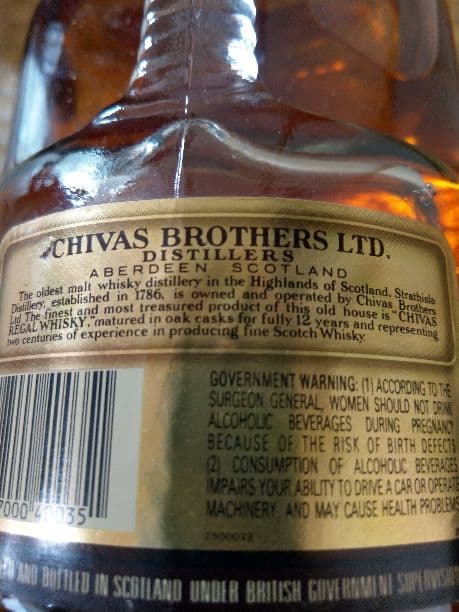 CHIVAS BROTHERS LTD.
DISTILLERS
ABERDEEN SCOTLAND
The oldest malt whisky distillery in the Highlands of Scotland, Strathisla
Distillery, established in 1786, is owned and operated by Chivas Brothers
Ltd. The finest and most treasured product of this old house is "CHIVAS
REGAL WHISKY," matured in oak casks for fully 12 years and representing
two centuries of experience in producing fine Scotch Whisky.
GOVERNMENT WARNING: (1) ACCORDING TO THE
SURGEON GENERAL, WOMEN SHOULD NOT DRINK
ALCOHOLIC BEVERAGES DURING PREGNANCY
BECAUSE OF THE RISK OF BIRTH DEFECTS
(2) CONSUMPTION OF ALCOHOLIC BEVERAGES
IMPAIRS YOUR ABILITY TO DRIVE A CAR OR OPERATE
MACHINERY, AND MAY CAUSE HEALTH PROBLEMS
7000 40035
2500013
AND BOTTLED IN SCOTLAND UNDER BRITISH GOVERNMENT SUPERVISION